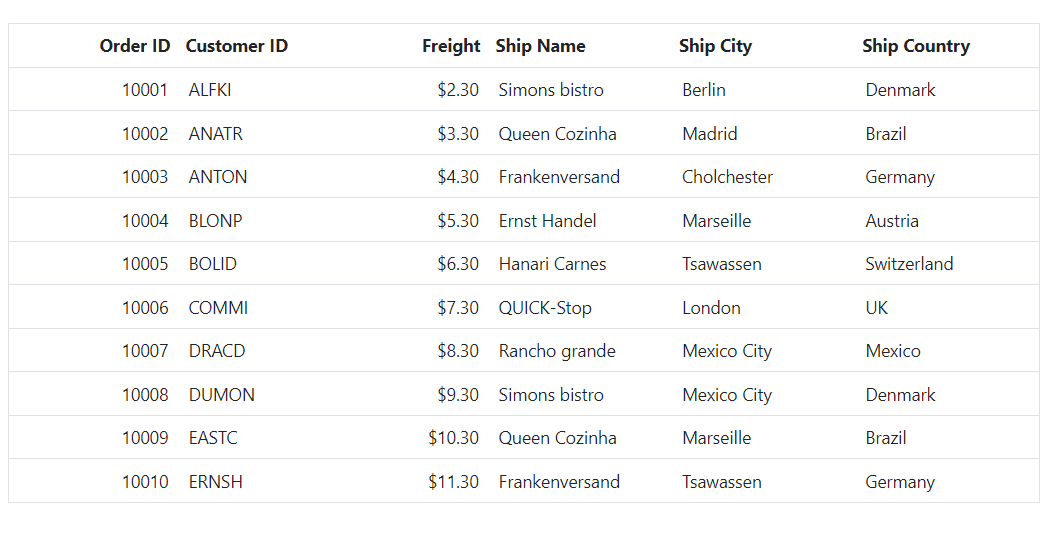 Order ID Customer ID Freight Ship Name Ship City Ship Country
10001 ALFKI $2.30 Simons bistro Berlin Denmark
10002 ANATR $3.30 Queen Cozinha Madrid Brazil
10003 ANTON $4.30 Frankenversand Cholchester Germany
10004 BLONP $5.30 Ernst Handel Marseille Austria
10005 BOLID $6.30 Hanari Carnes Tsawassen Switzerland
10006 COMMI $7.30 QUICK-Stop London UK
10007 DRACD $8.30 Rancho grande Mexico City Mexico
10008 DUMON $9.30 Simons bistro Mexico City Denmark
10009 EASTC $10.30 Queen Cozinha Marseille Brazil
10010 ERNSH $11.30 Frankenversand Tsawassen Germany